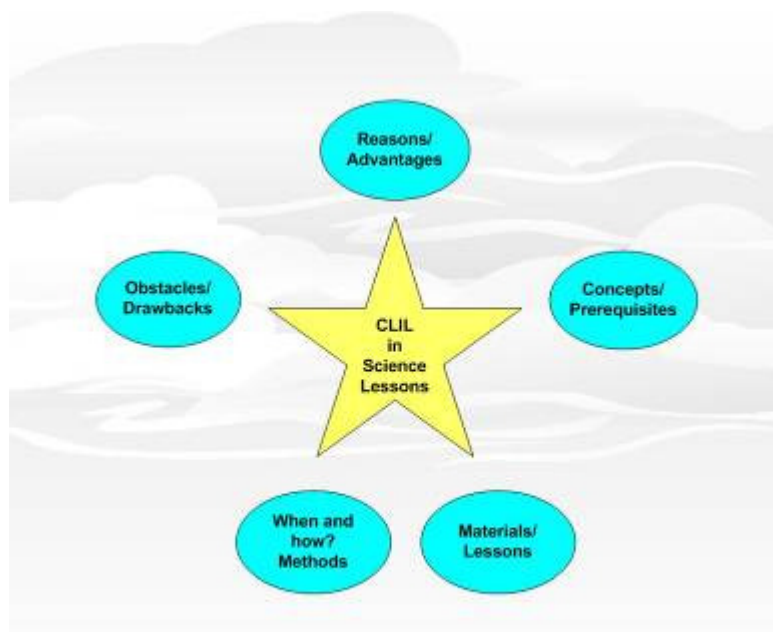 Reasons/
Advantages
Obstacles/
Drawbacks
Concepts/
Prerequisites
CLIL
in
Science
Lessons
When and
how?
Methods
Materials/
Lessons